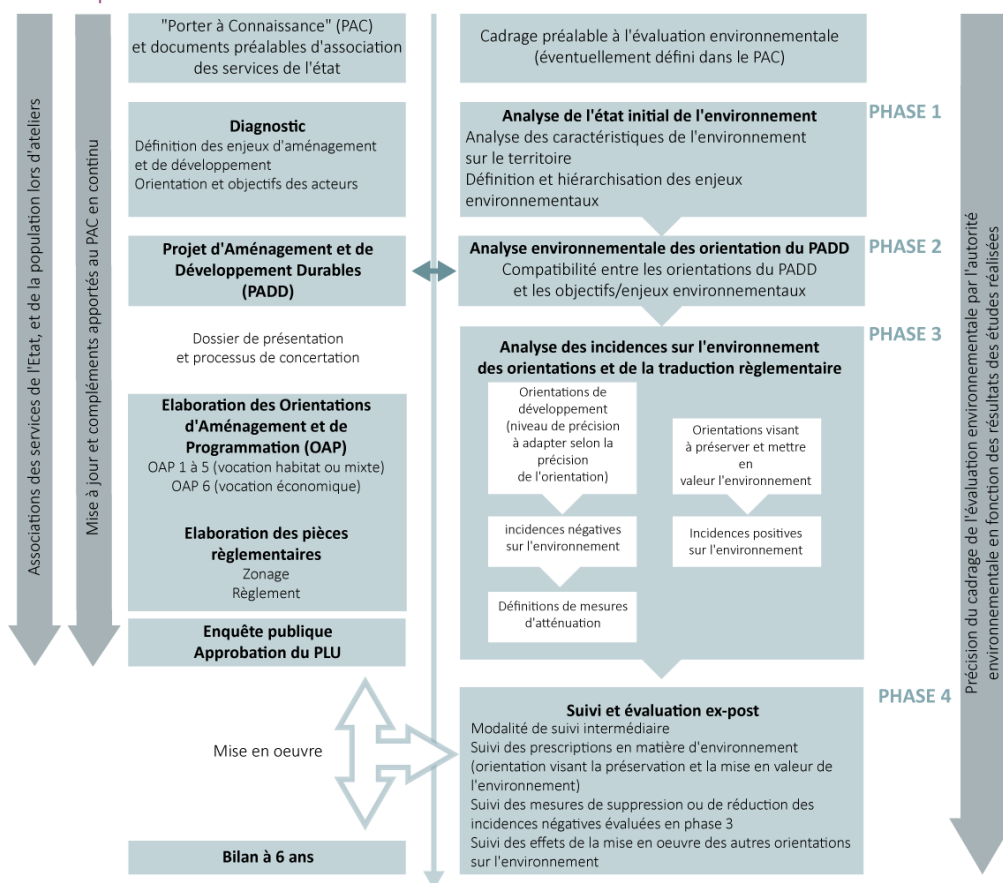 "Porter à Connaissance" (PAC)
et documents préalables d'association
des services de l'état
Cadrage préalable à l'évaluation environnementale
(éventuellement défini dans le PAC)
Associations des services de l'Etat, et de la population lors d'ateliers
Mise à jour et compléments apportés au PAC en continu
Diagnostic
Définition des enjeux d'aménagement
et de développement
Orientation et objectifs des acteurs
PHASE 1
Analyse de l'état initial de l'environnement
Analyse des caractéristiques de l'environnement
sur le territoire
Définition et hiérarchisation des enjeux
environnementaux
Projet d'Aménagement et de
Développement Durables
(PADD)
PHASE 2
Analyse environnementale des orientation du PADD
Compatibilité entre les orientations du PADD
et les objectifs/enjeux environnementaux
Dossier de présentation
et processus de concertation
PHASE 3
Analyse des incidences sur l'environnement
des orientations et de la traduction règlementaire
Elaboration des Orientations
d'Aménagement et de
Programmation (OAP)
OAP 1 à 5 (vocation habitat ou mixte)
OAP 6 (vocation économique)
Elaboration des pièces
règlementaires
Zonage
Règlement
Orientations de
développement
(niveau de précision
à adapter selon la
précision
de l'orientation)
Orientations visant
à préserver et mettre
en
valeur l'environnement
incidences négatives
sur l'environnement
Incidences positives
sur l'environnement
Définitions de mesures
d'atténuation
Enquête publique
Approbation du PLU
PHASE 4
Mise en oeuvre
Suivi et évaluation ex-post
Modalité de suivi intermédiaire
Suivi des prescriptions en matière d'environnement
(orientation visant la préservation et la mise en valeur de
l'environnement)
Suivi des mesures de suppression ou de réduction des
incidences négatives évaluées en phase 3
Suivi des effets de la mise en oeuvre des autres orientations
sur l'environnement
Bilan à 6 ans
Précision du cadrage de l'évaluation environnementale par l'autorité
environnementale en fonction des résultats des études réalisées